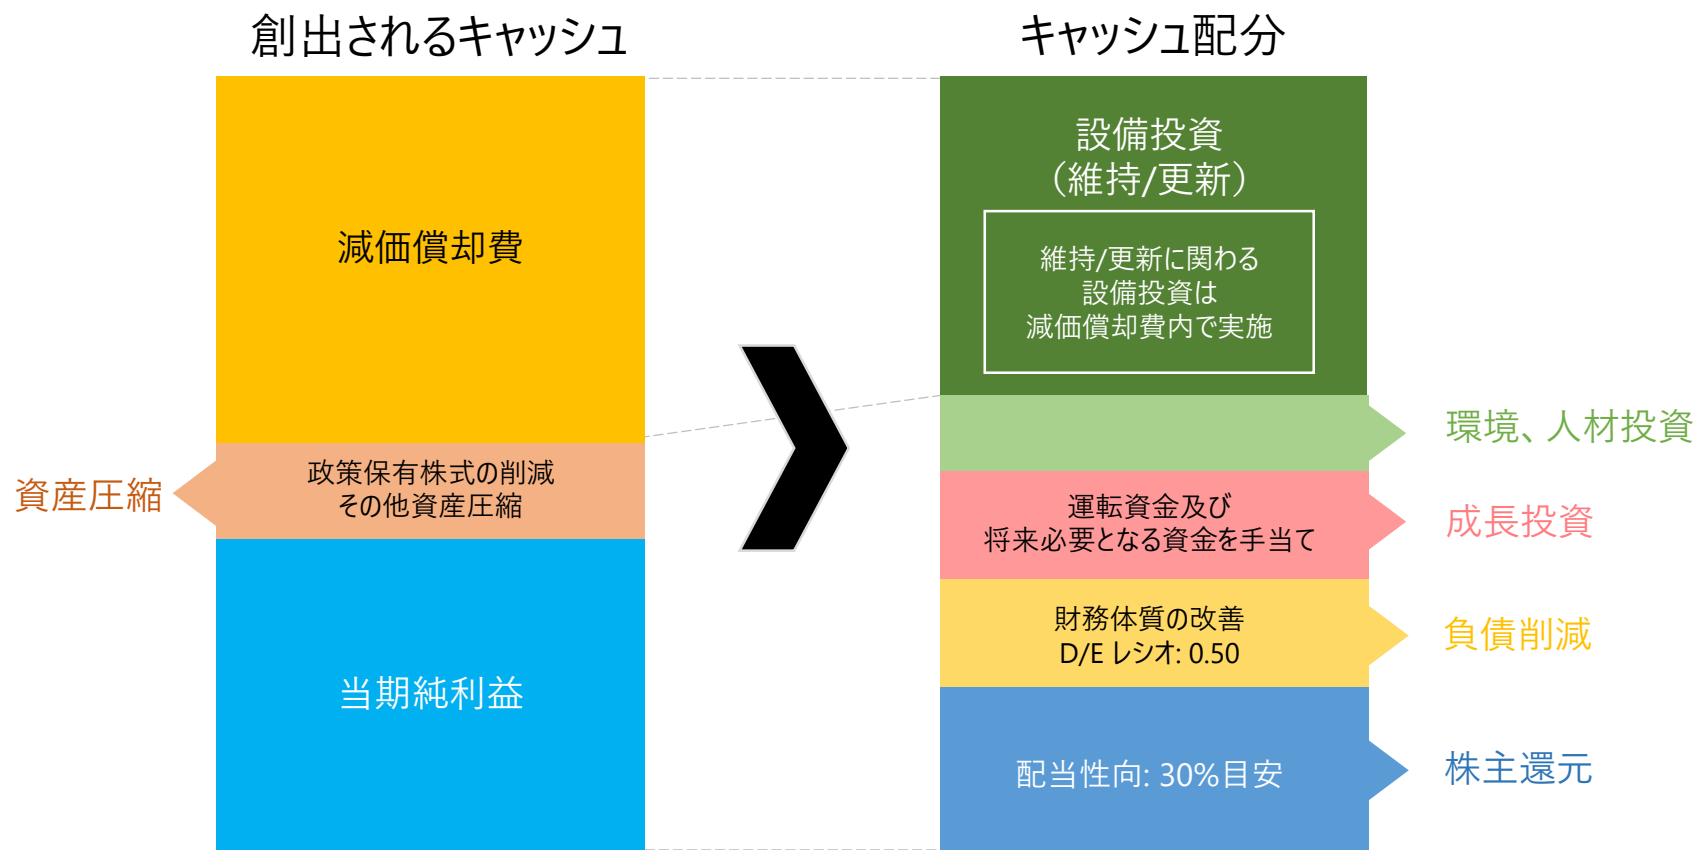 創出されるキャッシュ
減価償却費
政策保有株式の削減
その他資産圧縮
資産圧縮
当期純利益
キャッシュ配分
設備投資
（維持/更新）
維持/更新に関わる
設備投資は
減価償却費内で実施
環境、人材投資
運転資金及び
将来必要となる資金を手当て
成長投資
財務体質の改善
D/E レシオ: 0.50
負債削減
配当性向: 30%目安
株主還元